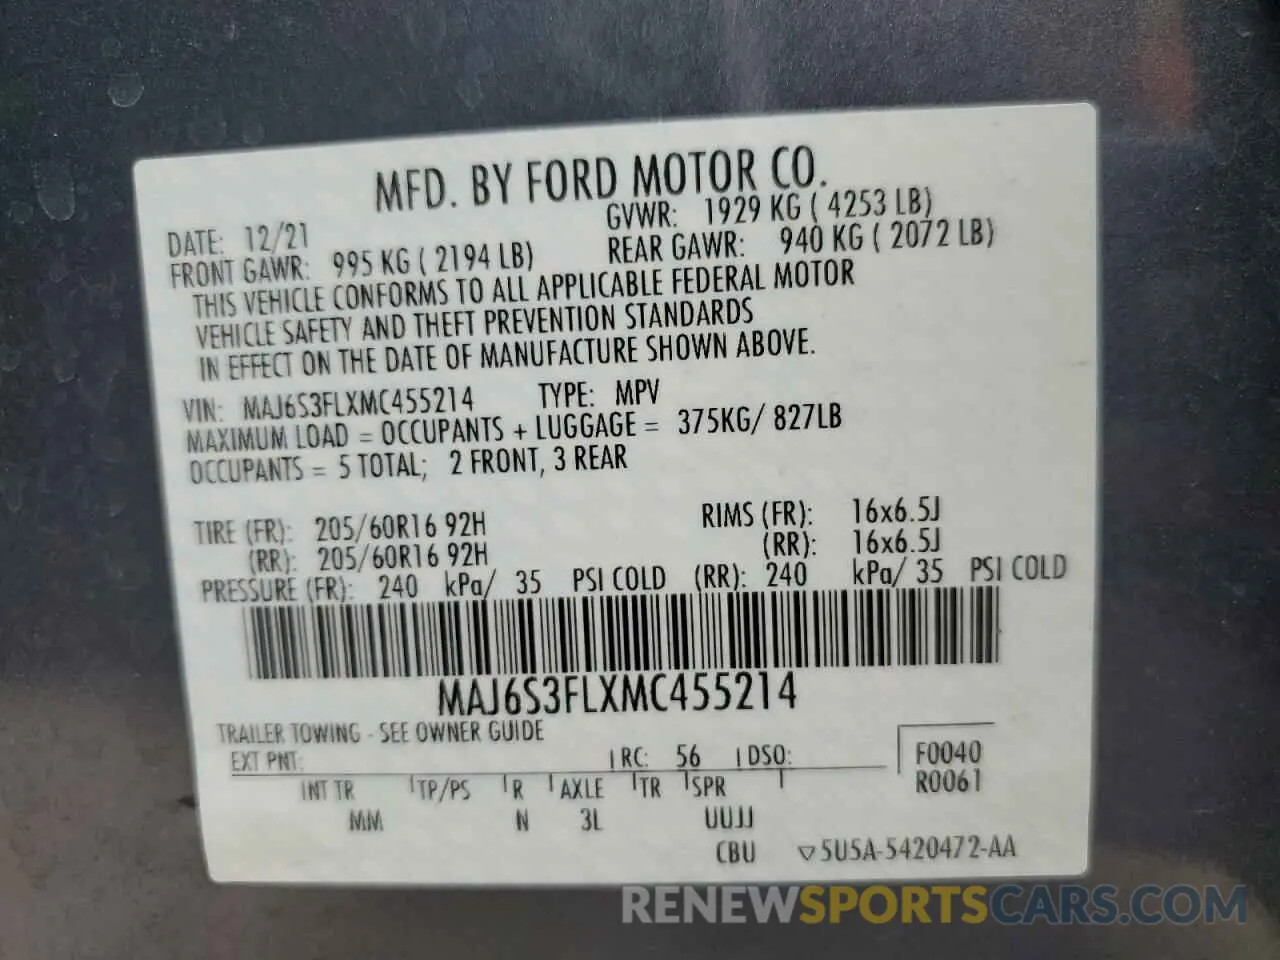 MFD. BY FORD MOTOR CO.
DATE: 12/21 GVWR: 1929 KG ( 4253 LB)
FRONT GAWR: 995 KG ( 2194 LB) REAR GAWR: 940 KG ( 2072 LB)
THIS VEHICLE CONFORMS TO ALL APPLICABLE FEDERAL MOTOR
VEHICLE SAFETY AND THEFT PREVENTION STANDARDS
IN EFFECT ON THE DATE OF MANUFACTURE SHOWN ABOVE.
VIN: MAJ6S3FLXMC455214 TYPE: MPV
MAXIMUM LOAD = OCCUPANTS + LUGGAGE = 375KG/ 827LB
OCCUPANTS = 5 TOTAL; 2 FRONT, 3 REAR
TIRE (FR): 205/60R16 92H RIMS (FR): 16x6.5J
(RR): 205/60R16 92H (RR): 16x6.5J
PRESSURE (FR): 240 kPa/ 35 PSI COLD (RR): 240 kPa/ 35 PSI COLD
MAJ6S3FLXMC455214
TRAILER TOWING - SEE OWNER GUIDE
EXT PNT: RC: 56 DSO: F0040
INT TR TP/PS R AXLE TR SPR R0061
MM N 3L UUJJ
CBU ▽5U5A-5420472-AA
RENEWSPORTSCARS.COM